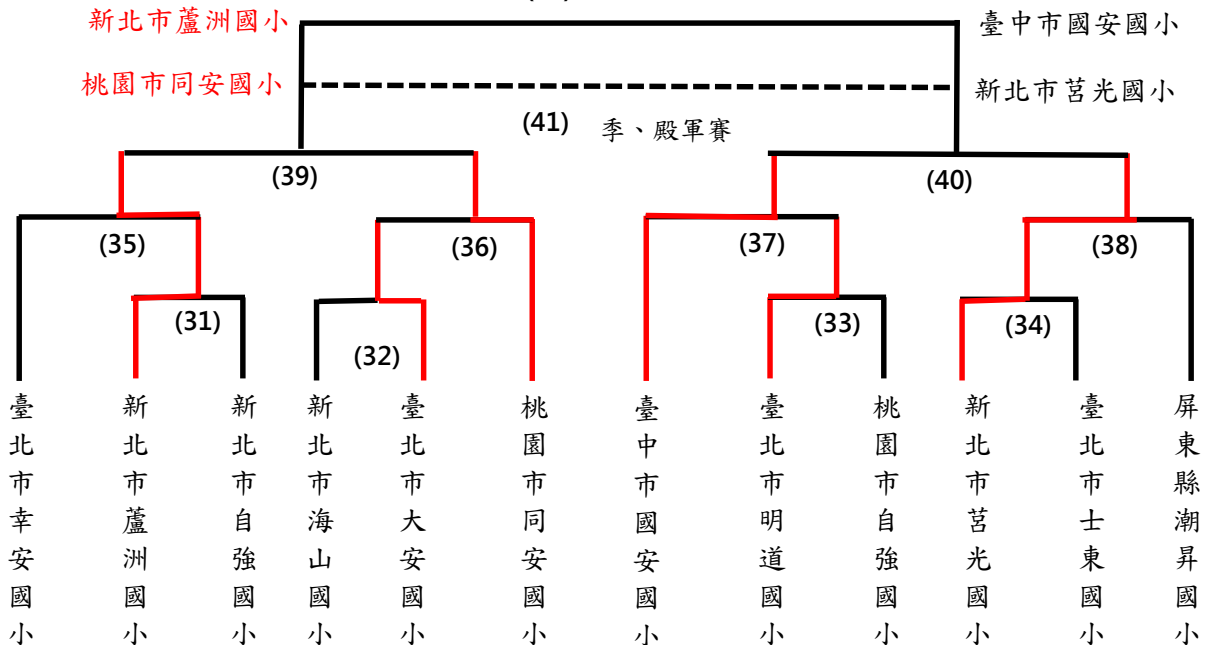 新北市蘆洲國小
臺中市國安國小
桃園市同安國小
新北市莒光國小
(41) 季、殿軍賽
(39)
(40)
(35)
(36)
(37)
(38)
(31)
(32)
(33)
(34)
臺北市幸安國小
新北市蘆洲國小
新北市自強國小
新北市海山國小
臺北市大安國小
桃園市同安國小
臺中市國安國小
臺北市明道國小
桃園市自強國小
新北市莒光國小
臺北市士東國小
屏東縣潮昇國小